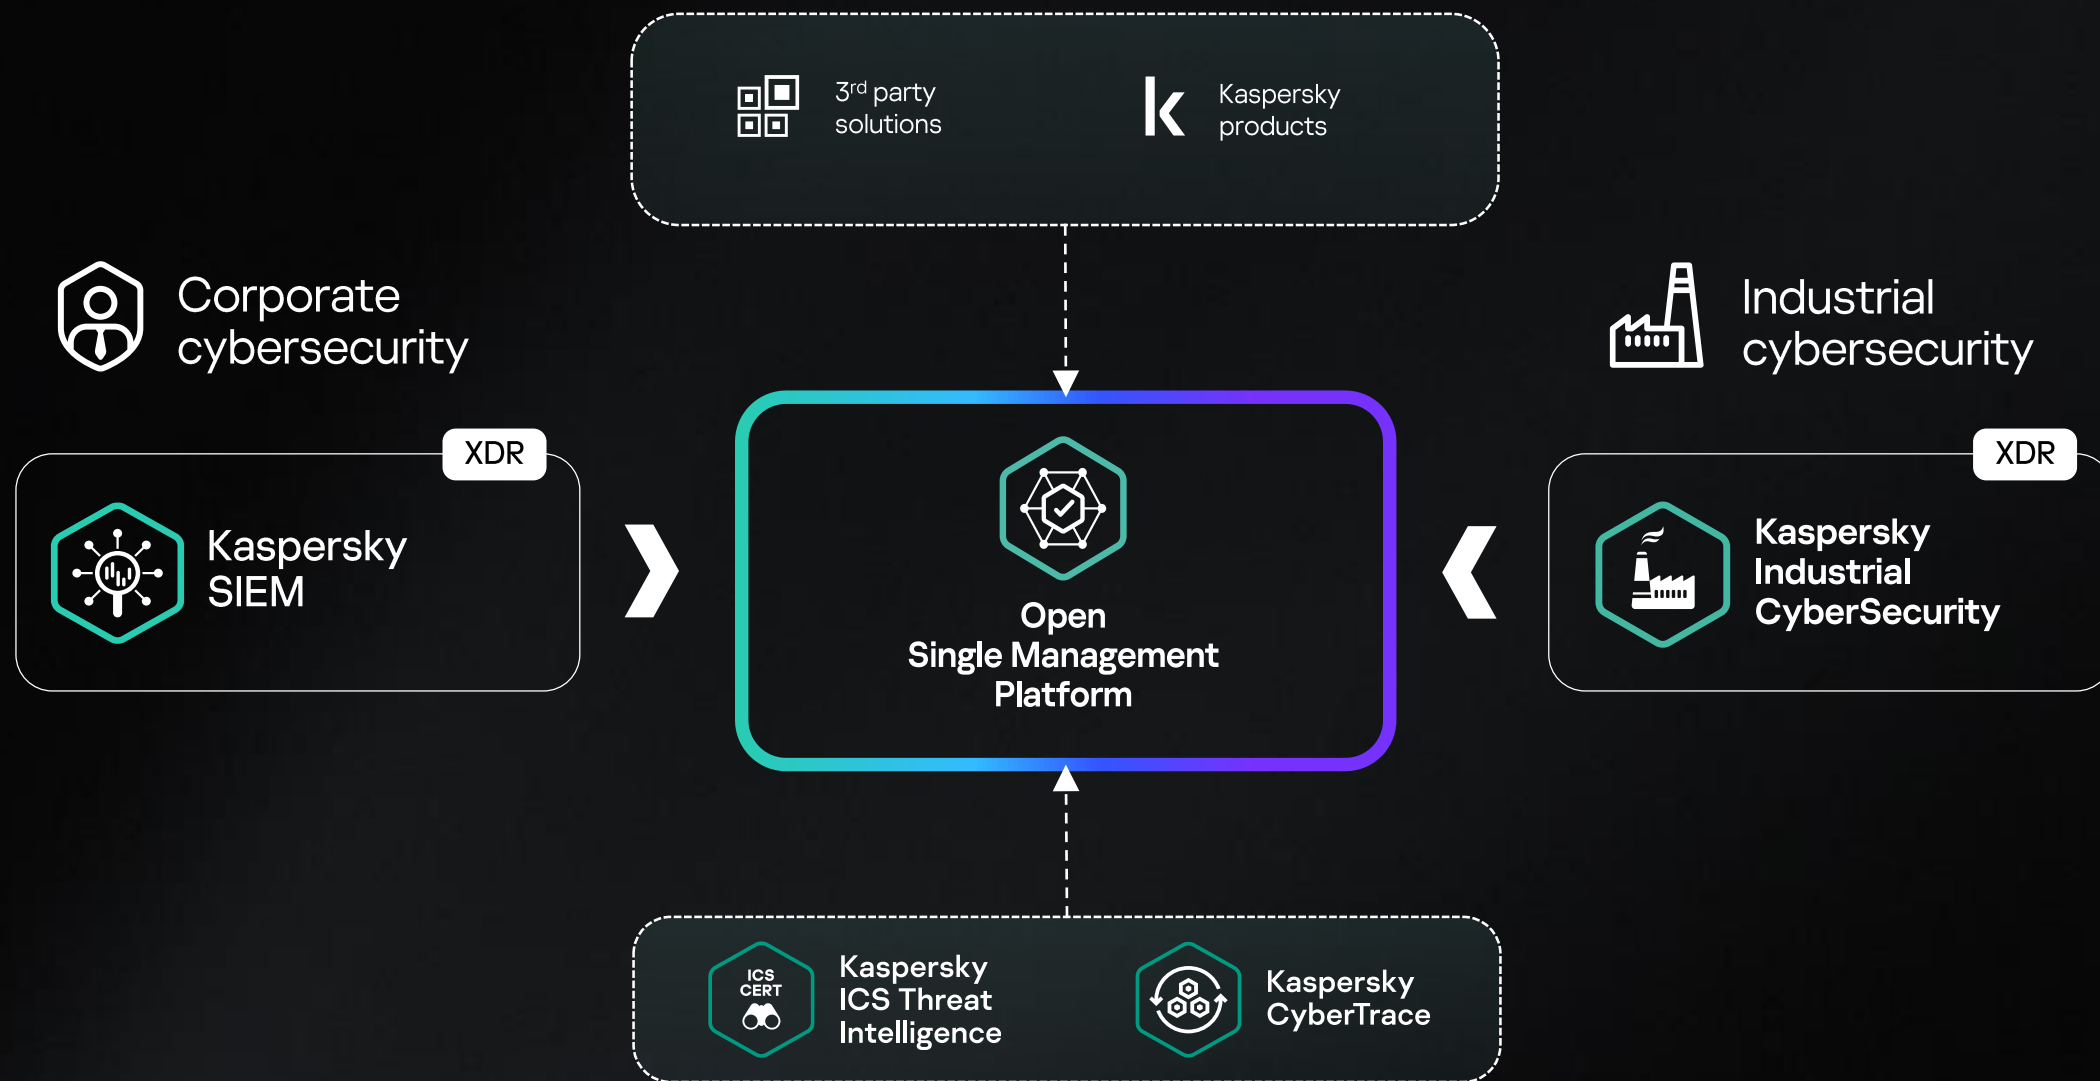 3rd party
solutions
Kaspersky
products
Corporate
cybersecurity
Industrial
cybersecurity
XDR
Kaspersky
SIEM
Open
Single Management
Platform
XDR
Kaspersky
Industrial
CyberSecurity
ICS
CERT
Kaspersky
ICS Threat
Intelligence
Kaspersky
CyberTrace